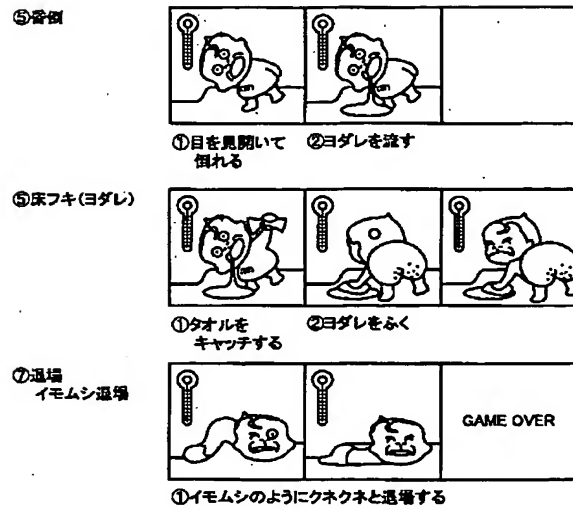 ⑤昏倒
①目を見開いて
倒れる
②ヨダレを流す
⑤床フキ(ヨダレ)
①タオルを
キャッチする
②ヨダレをふく
⑦退場
イモムシ退場
GAME OVER
①イモムシのようにクネクネと退場する